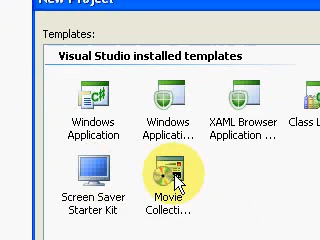 New Project
Templates:
Visual Studio installed templates
Windows Application
Windows Applicati...
XAML Browser Application ...
Class L
Screen Saver Starter Kit
Movie Collecti...